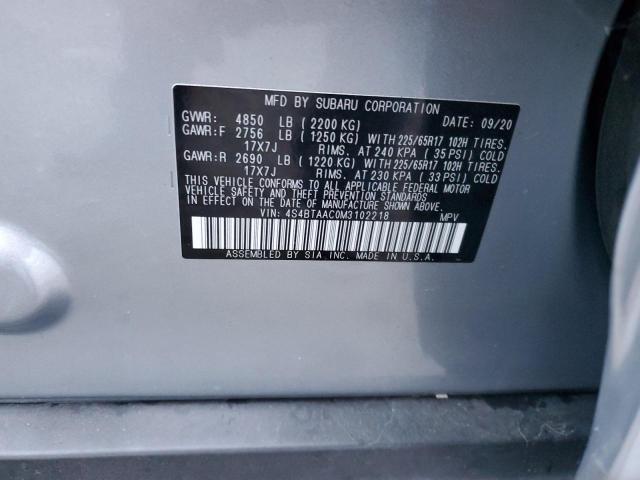 MFD BY SUBARU CORPORATION DATE: 09/20
GVWR: 4850 LB (2200 KG)
GAWR:F 2756 LB (1250 KG) WITH 225/65R17 102H TIRES.
17X7J RIMS. AT 240 KPA (35 PSI) COLD
GAWR:R 2690 LB (1220 KG) WITH 225/65R17 102H TIRES.
17X7J RIMS. AT 230 KPA (33 PSI) COLD
THIS VEHICLE CONFORMS TO ALL APPLICABLE FEDERAL MOTOR
VEHICLE SAFETY AND THEFT PREVENTION STANDARDS
IN EFFECT ON THE DATE OF MANUFACTURE SHOWN ABOVE.
VIN: 4S4BTAAC0M3102218 MPV
ASSEMBLED BY SIA INC. MADE IN U.S.A.